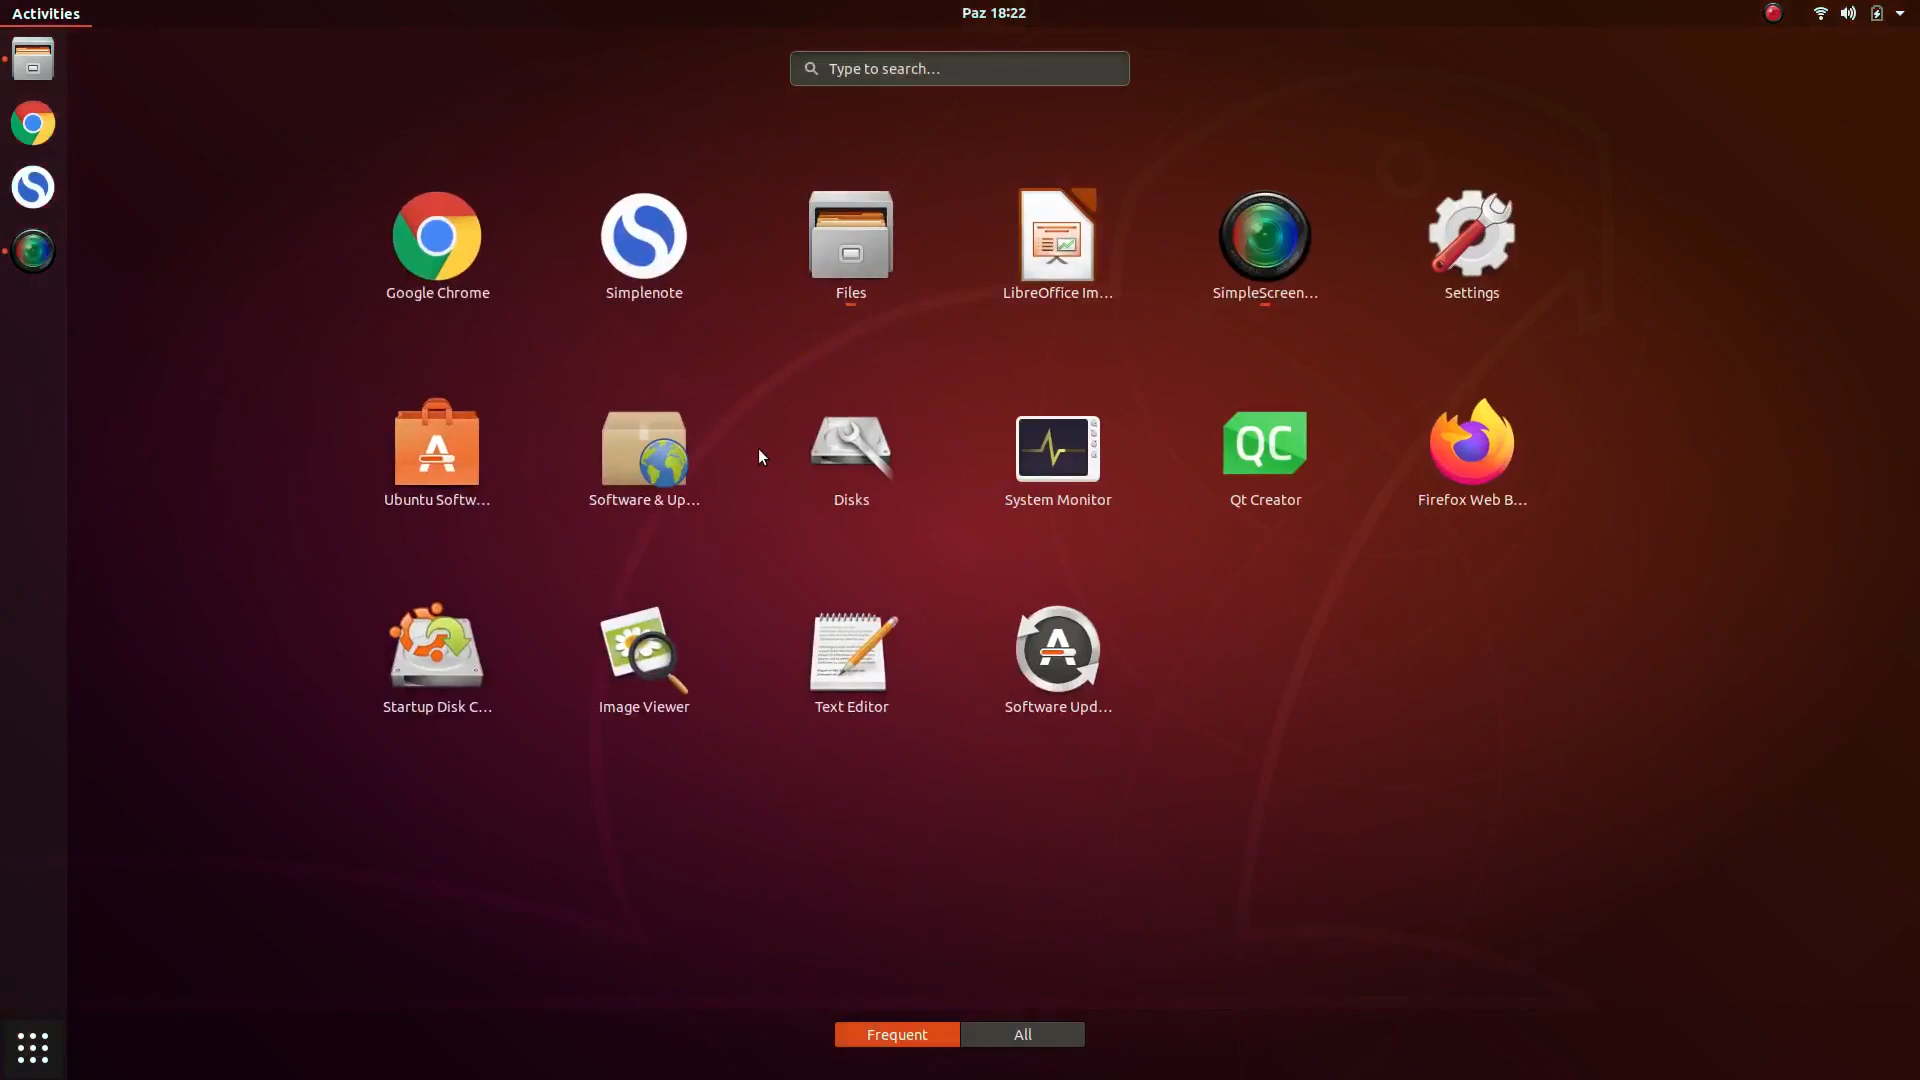 Activities
Paz 18:22
Type to search…
Google Chrome
Simplenote
Files
LibreOffice Im…
SimpleScreen…
Settings
QC
Ubuntu Softw…
Software & Up…
Disks
System Monitor
Qt Creator
Firefox Web B…
Startup Disk C…
Image Viewer
Text Editor
Software Upd…
Frequent
All